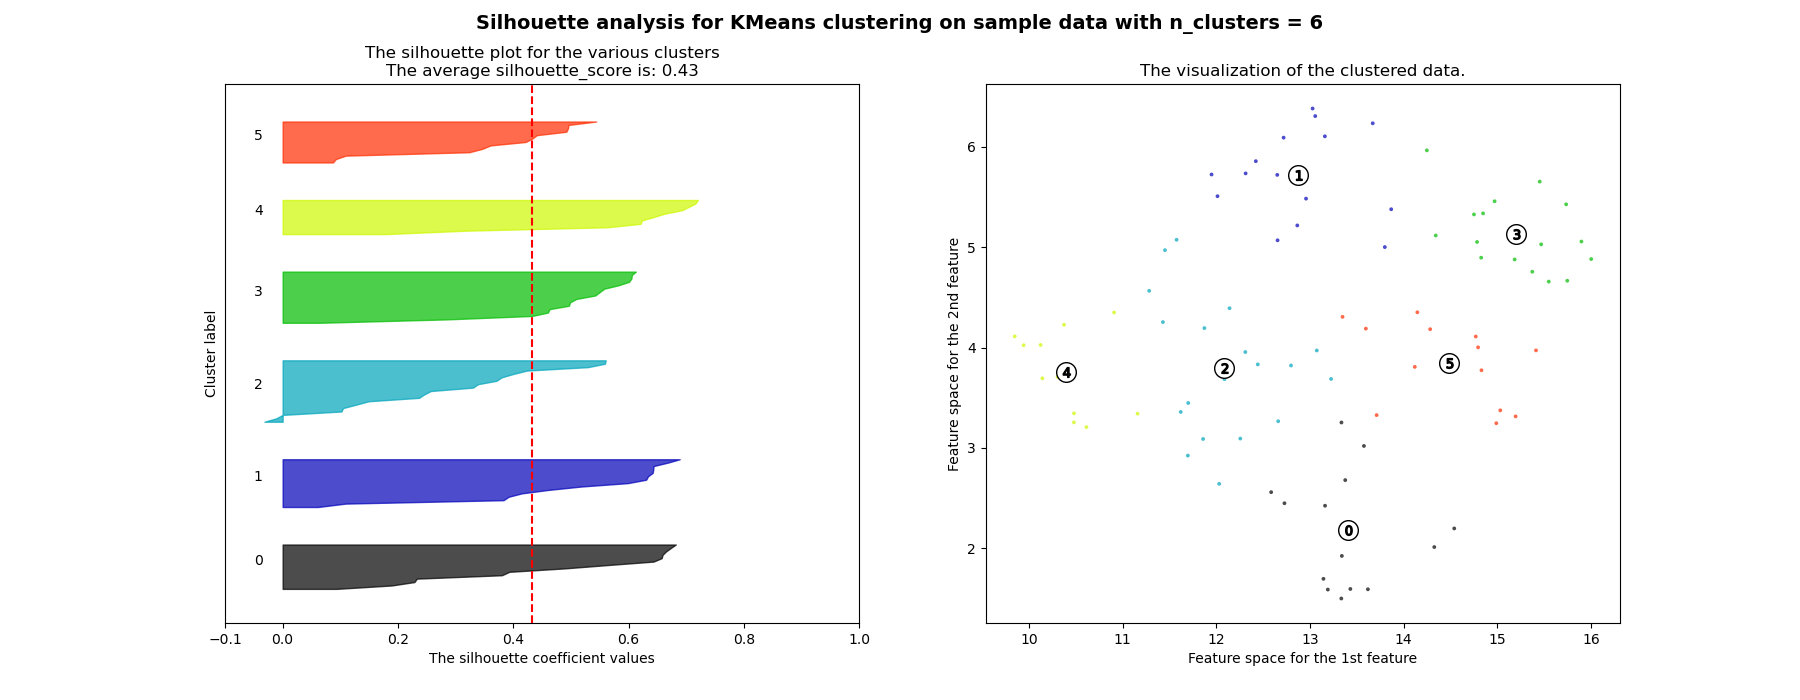 Silhouette analysis for KMeans clustering on sample data with n_clusters = 6
The silhouette plot for the various clusters
The average silhouette_score is: 0.43
5
4
3
2
1
0
Cluster label
−0.1 0.0 0.2 0.4 0.6 0.8 1.0
The silhouette coefficient values
The visualization of the clustered data.
6
5
4
3
2
Feature space for the 2nd feature
1
3
5
2
4
0
10 11 12 13 14 15 16
Feature space for the 1st feature